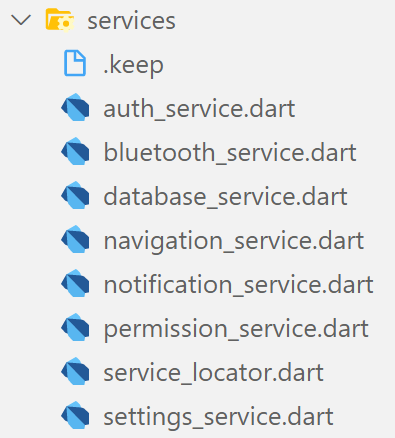 services
.keep
auth_service.dart
bluetooth_service.dart
database_service.dart
navigation_service.dart
notification_service.dart
permission_service.dart
service_locator.dart
settings_service.dart